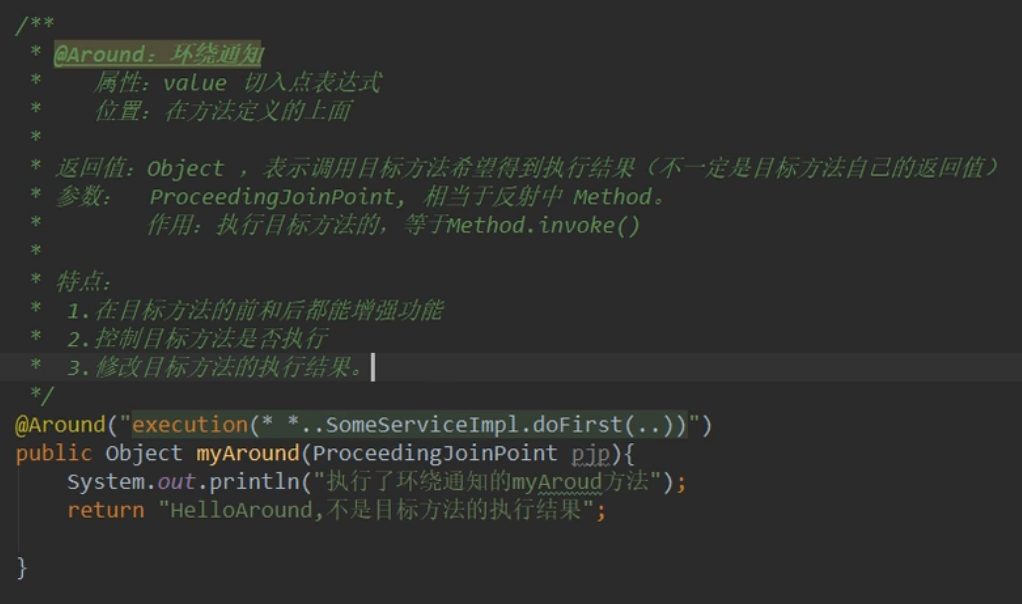 /**
* @Around：环绕通知
*    属性：value 切入点表达式
*    位置：在方法定义的上面
*
* 返回值：Object ，表示调用目标方法希望得到执行结果（不一定是目标方法自己的返回值）
* 参数：  ProceedingJoinPoint, 相当于反射中 Method。
*        作用：执行目标方法的，等于Method.invoke()
*
* 特点：
*  1.在目标方法的前和后都能增强功能
*  2.控制目标方法是否执行
*  3.修改目标方法的执行结果。
*/
@Around("execution(* *..SomeServiceImpl.doFirst(..))")
public Object myAround(ProceedingJoinPoint pjp){
    System.out.println("执行了环绕通知的myAroud方法");
    return "HelloAround,不是目标方法的执行结果";
}